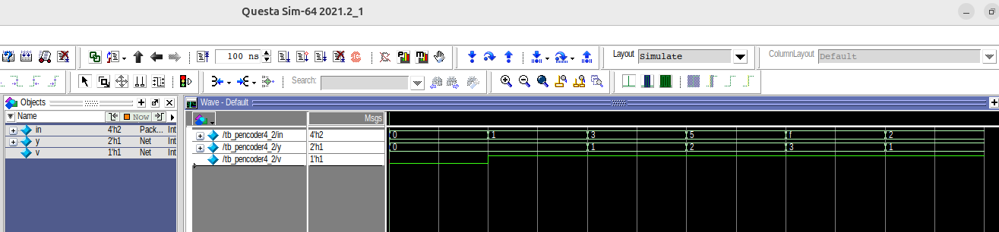 Questa Sim-64 2021.2_1
100 ns
Layout Simulate
ColumnLayout Default
Search:
Objects
Wave - Default
Name Now
Msgs
in 4'h2 Pack... Int
y 2'h1 Net Int
v 1'h1 Net Int
/tb_pencoder4_2/in 4'h2 0 1 3 5 f 2
/tb_pencoder4_2/y 2'h1 0 1 2 3 1
/tb_pencoder4_2/v 1'h1